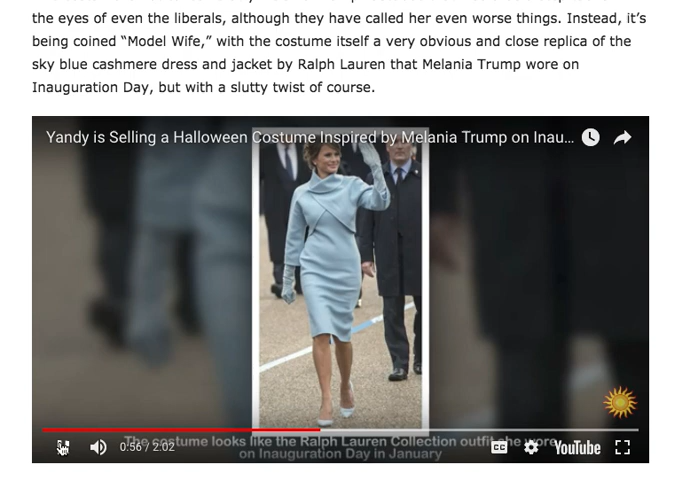 the eyes of even the liberals, although they have called her even worse things. Instead, it's
being coined “Model Wife,” with the costume itself a very obvious and close replica of the
sky blue cashmere dress and jacket by Ralph Lauren that Melania Trump wore on
Inauguration Day, but with a slutty twist of course.
Yandy is Selling a Halloween Costume Inspired by Melania Trump on Inau...
The costume looks like the Ralph Lauren Collection outfit she wore
on Inauguration Day in January
0:56 / 2:02
CC
YouTube